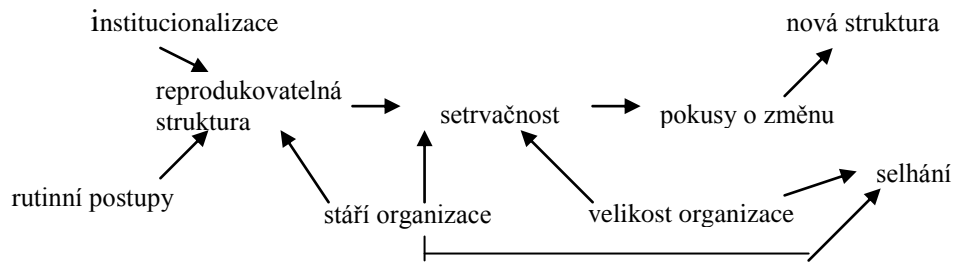 institucionalizace
nová struktura
reprodukovatelná
struktura
setrvačnost
pokusy o změnu
rutinní postupy
stáří organizace
velikost organizace
selhání